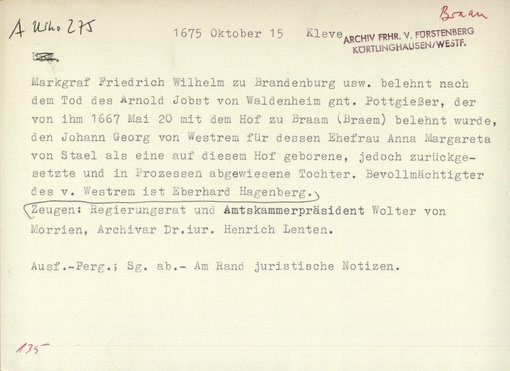 Braam
A Urho 275
1675 Oktober 15 Kleve
ARCHIV FRHR. V. FÜRSTENBERG
KÖRTLINGHAUSEN/WESTF.
Markgraf Friedrich Wilhelm zu Brandenburg usw. belehnt nach
dem Tod des Arnold Jobst von Waldenheim gnt. Pottgießer, der
von ihm 1667 Mai 20 mit dem Hof zu Braam (Braem) belehnt wurde,
den Johann Georg von Westrem für dessen Ehefrau Anna Margareta
von Stael als eine auf diesem Hof geborene, jedoch zurückge-
setzte und in Prozessen abgewiesene Tochter. Bevollmächtigter
des v. Westrem ist Eberhard Hagenberg.
Zeugen: Regierungsrat und Amtskammerpräsident Wolter von
Morrien, Archivar Dr.iur. Henrich Lenten.
Ausf.-Perg.; Sg. ab.- Am Rand juristische Notizen.
135